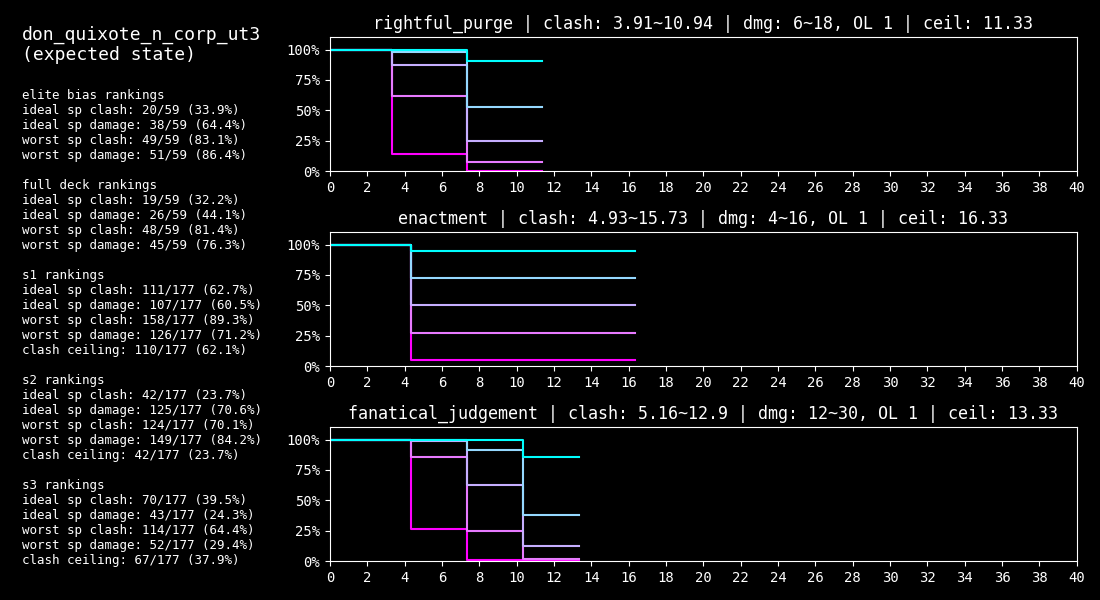 don_quixote_n_corp_ut3
(expected state)
elite bias rankings
ideal sp clash: 20/59 (33.9%)
ideal sp damage: 38/59 (64.4%)
worst sp clash: 49/59 (83.1%)
worst sp damage: 51/59 (86.4%)
full deck rankings
ideal sp clash: 19/59 (32.2%)
ideal sp damage: 26/59 (44.1%)
worst sp clash: 48/59 (81.4%)
worst sp damage: 45/59 (76.3%)
s1 rankings
ideal sp clash: 111/177 (62.7%)
ideal sp damage: 107/177 (60.5%)
worst sp clash: 158/177 (89.3%)
worst sp damage: 126/177 (71.2%)
clash ceiling: 110/177 (62.1%)
s2 rankings
ideal sp clash: 42/177 (23.7%)
ideal sp damage: 125/177 (70.6%)
worst sp clash: 124/177 (70.1%)
worst sp damage: 149/177 (84.2%)
clash ceiling: 42/177 (23.7%)
s3 rankings
ideal sp clash: 70/177 (39.5%)
ideal sp damage: 43/177 (24.3%)
worst sp clash: 114/177 (64.4%)
worst sp damage: 52/177 (29.4%)
clash ceiling: 67/177 (37.9%)
rightful_purge | clash: 3.91~10.94 | dmg: 6~18, OL 1 | ceil: 11.33
100%
75%
50%
25%
0%
0 2 4 6 8 10 12 14 16 18 20 22 24 26 28 30 32 34 36 38 40
enactment | clash: 4.93~15.73 | dmg: 4~16, OL 1 | ceil: 16.33
100%
75%
50%
25%
0%
0 2 4 6 8 10 12 14 16 18 20 22 24 26 28 30 32 34 36 38 40
fanatical_judgement | clash: 5.16~12.9 | dmg: 12~30, OL 1 | ceil: 13.33
100%
75%
50%
25%
0%
0 2 4 6 8 10 12 14 16 18 20 22 24 26 28 30 32 34 36 38 40